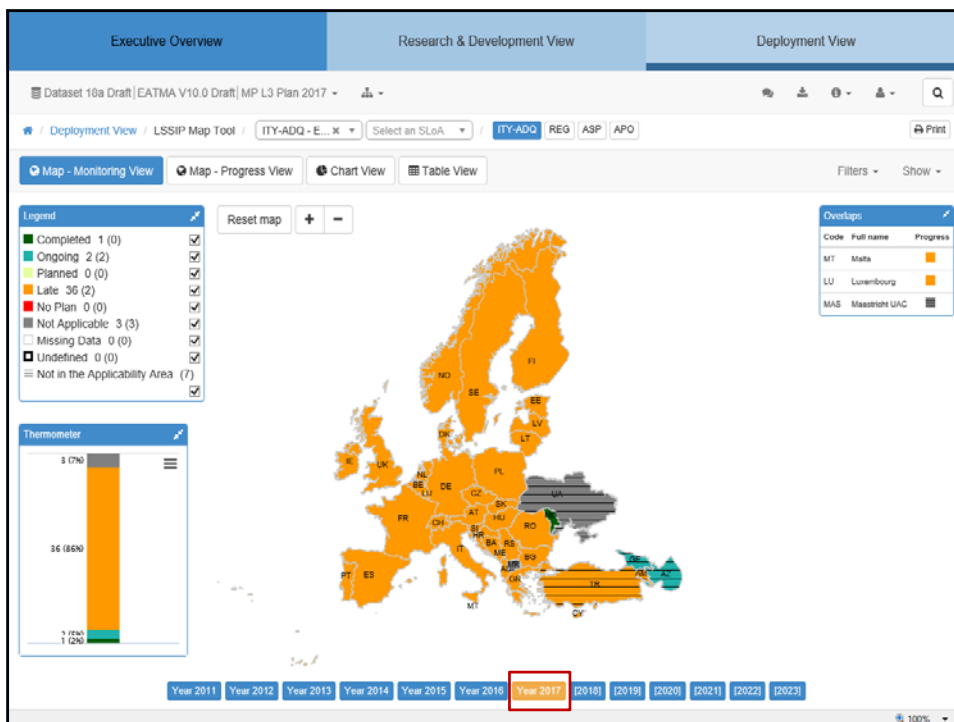 Executive Overview
Research & Development View
Deployment View
Dataset 18a Draft | EATMA V10.0 Draft | MP L3 Plan 2017
/ Deployment View / LSSIP Map Tool / ITY-ADQ - E... × Select an SLoA / ITY-ADQ REG ASP APO Print
Map - Monitoring View Map - Progress View Chart View Table View Filters Show
Legend
Completed 1 (0)
Ongoing 2 (2)
Planned 0 (0)
Late 36 (2)
No Plan 0 (0)
Not Applicable 3 (3)
Missing Data 0 (0)
Undefined 0 (0)
Not in the Applicability Area (7)
Reset map + −
Overlaps
Code Full name Progress
MT Malta
LU Luxembourg
MAS Maastricht UAC
Thermometer
3 (7%)
36 (86%)
2 (5%)
1 (2%)
FI
NO
SE
EE
LV
LT
DK
IE
UK
NL
BE
LU
DE
PL
CZ
SK
UA
FR
CH
AT
HU
RO
SI
HR
BA
RS
IT
ME
BG
PT
ES
GR
MT
TR
CY
AM
AZ
Year 2011 Year 2012 Year 2013 Year 2014 Year 2015 Year 2016 Year 2017 [2018] [2019] [2020] [2021] [2022] [2023]
100%